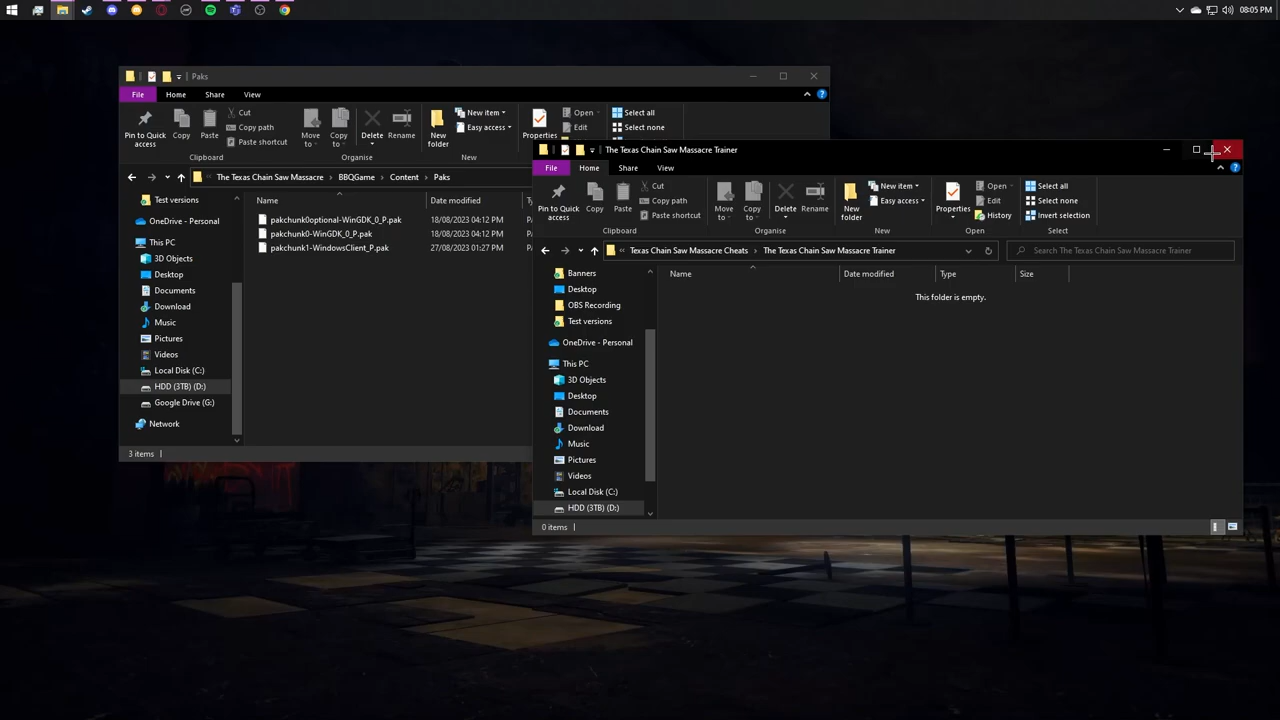 08:05 PM
Paks
File Home Share View
Pin to Quick access
Copy
Paste
Cut
Copy path
Paste shortcut
Clipboard
Move to
Copy to
Delete
Rename
Organise
New folder
New item
Easy access
New
Properties
Open
Edit
Select all
Select none
The Texas Chain Saw Massacre > BBQGame > Content > Paks
Test versions
OneDrive - Personal
This PC
3D Objects
Desktop
Documents
Download
Music
Pictures
Videos
Local Disk (C:)
HDD (3TB) (D:)
Google Drive (G:)
Network
Name Date modified
pakchunk0optional-WinGDK_0_P.pak 18/08/2023 04:12 PM
pakchunk0-WinGDK_0_P.pak 18/08/2023 04:12 PM
pakchunk1-WindowsClient_P.pak 27/08/2023 01:27 PM
3 items
The Texas Chain Saw Massacre Trainer
File Home Share View
Pin to Quick access
Copy
Paste
Cut
Copy path
Paste shortcut
Clipboard
Move to
Copy to
Delete
Rename
Organise
New folder
New item
Easy access
New
Properties
Open
Edit
History
Open
Select all
Select none
Invert selection
Select
« Texas Chain Saw Massacre Cheats > The Texas Chain Saw Massacre Trainer
Search The Texas Chain Saw Massacre Trainer
Banners
Desktop
OBS Recording
Test versions
OneDrive - Personal
This PC
3D Objects
Desktop
Documents
Download
Music
Pictures
Videos
Local Disk (C:)
HDD (3TB) (D:)
Name Date modified Type Size
This folder is empty.
0 items